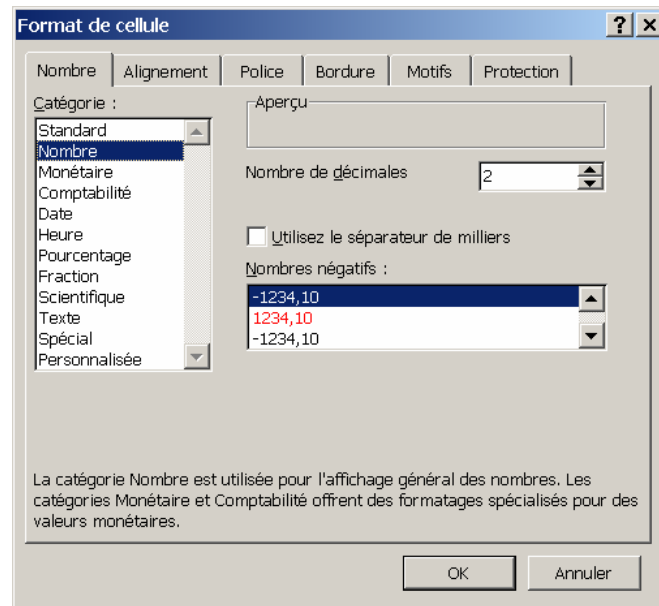 Format de cellule
Nombre Alignement Police Bordure Motifs Protection
Catégorie :
Standard
Nombre
Monétaire
Comptabilité
Date
Heure
Pourcentage
Fraction
Scientifique
Texte
Spécial
Personnalisée
Aperçu
Nombre de décimales 2
Utilisez le séparateur de milliers
Nombres négatifs :
-1234,10
1234,10
-1234,10
La catégorie Nombre est utilisée pour l'affichage général des nombres. Les
catégories Monétaire et Comptabilité offrent des formatages spécialisés pour des
valeurs monétaires.
OK Annuler